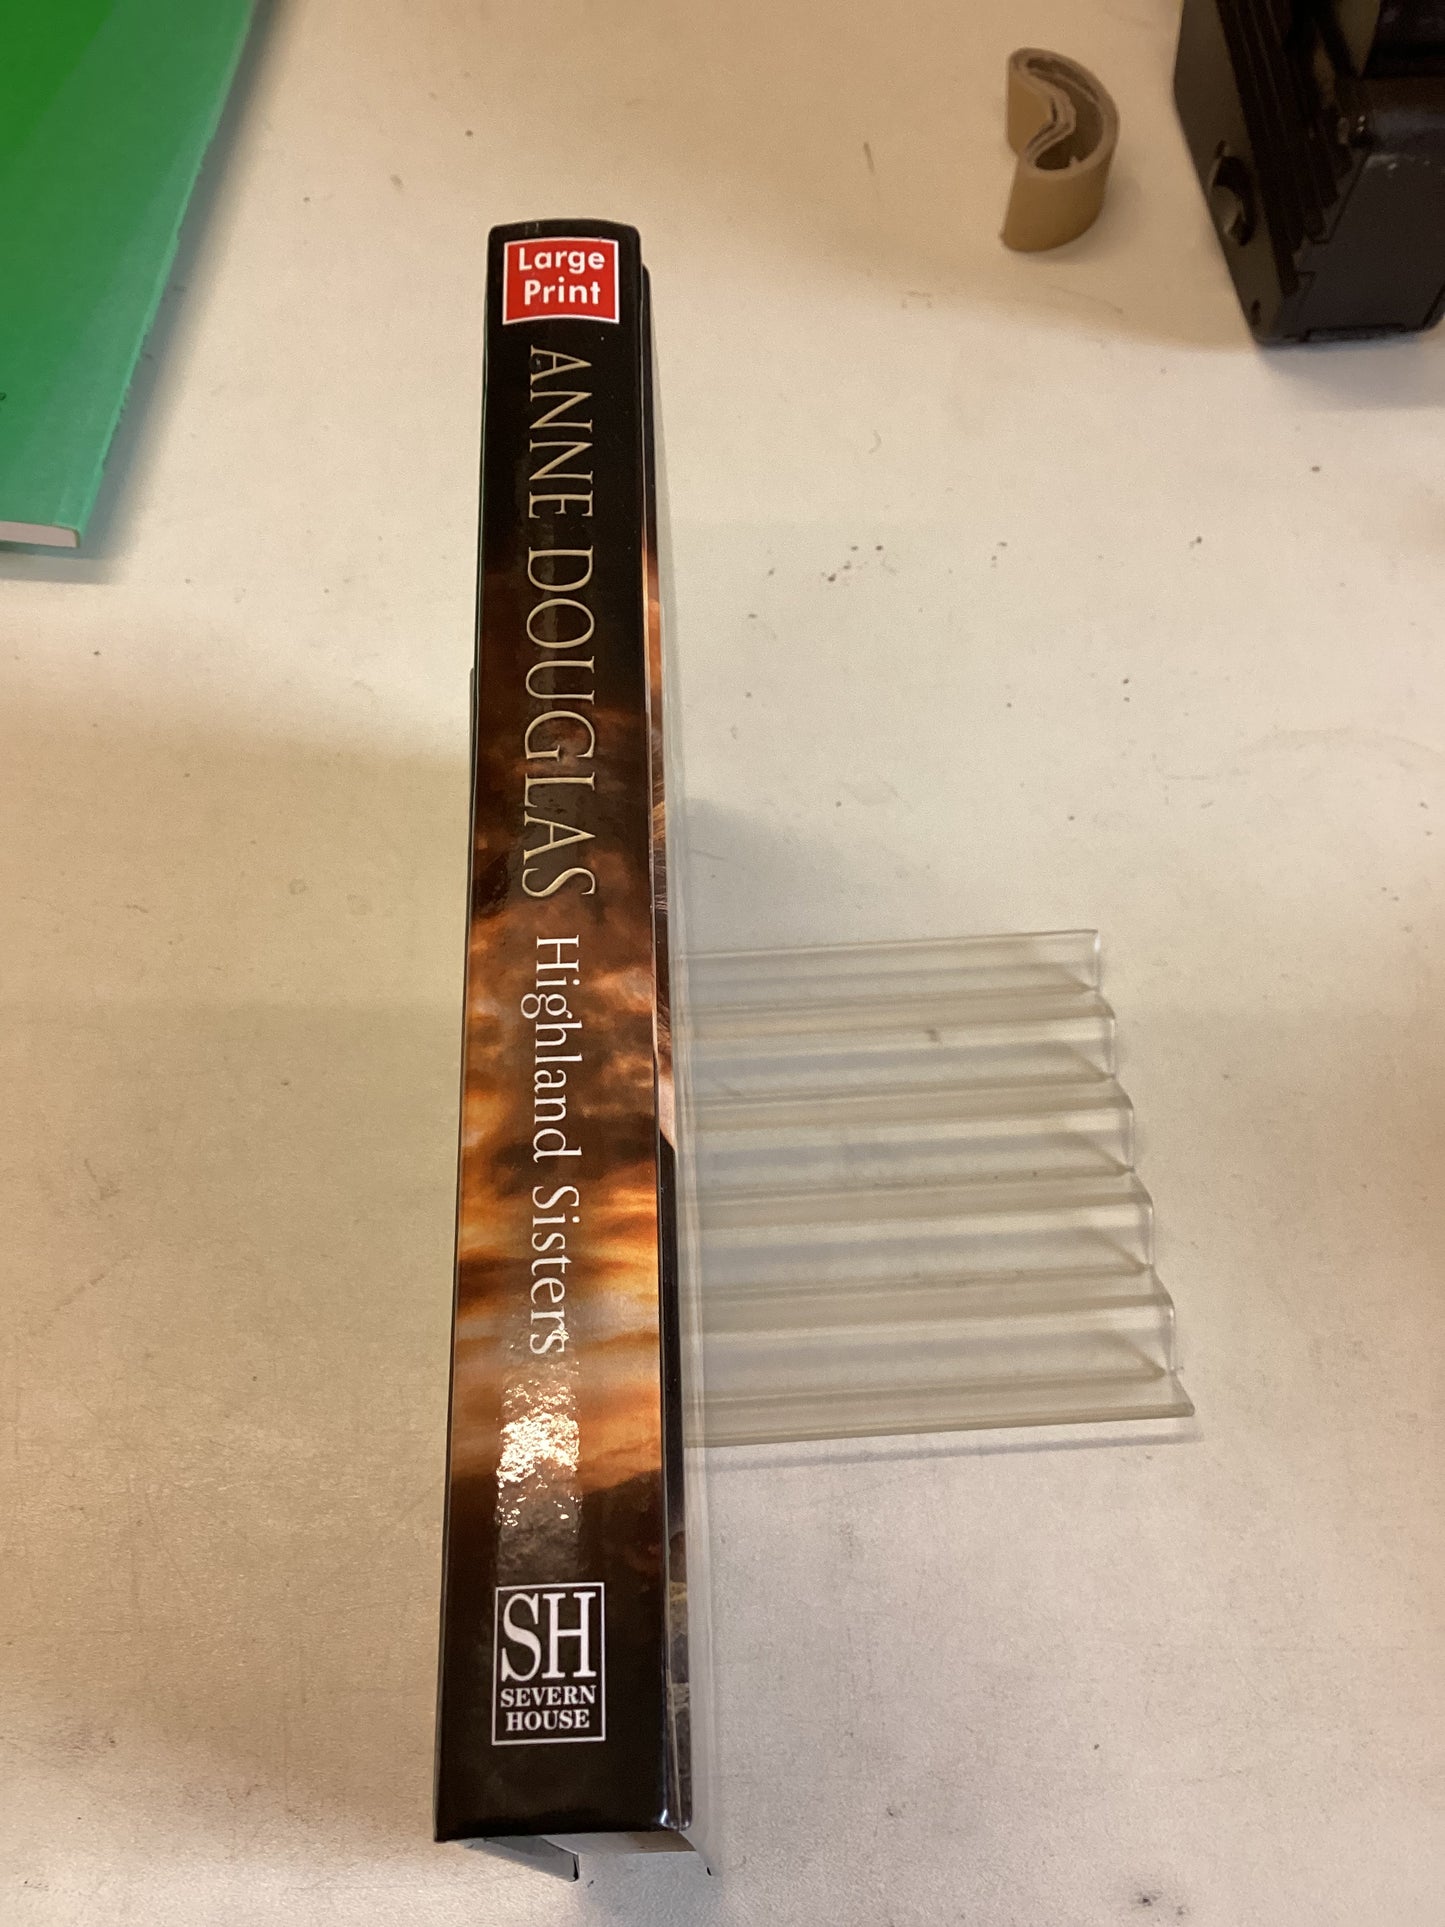 Large
Print
ANNE DOUGLAS Highland Sisters
SH
SEVERN
HOUSE